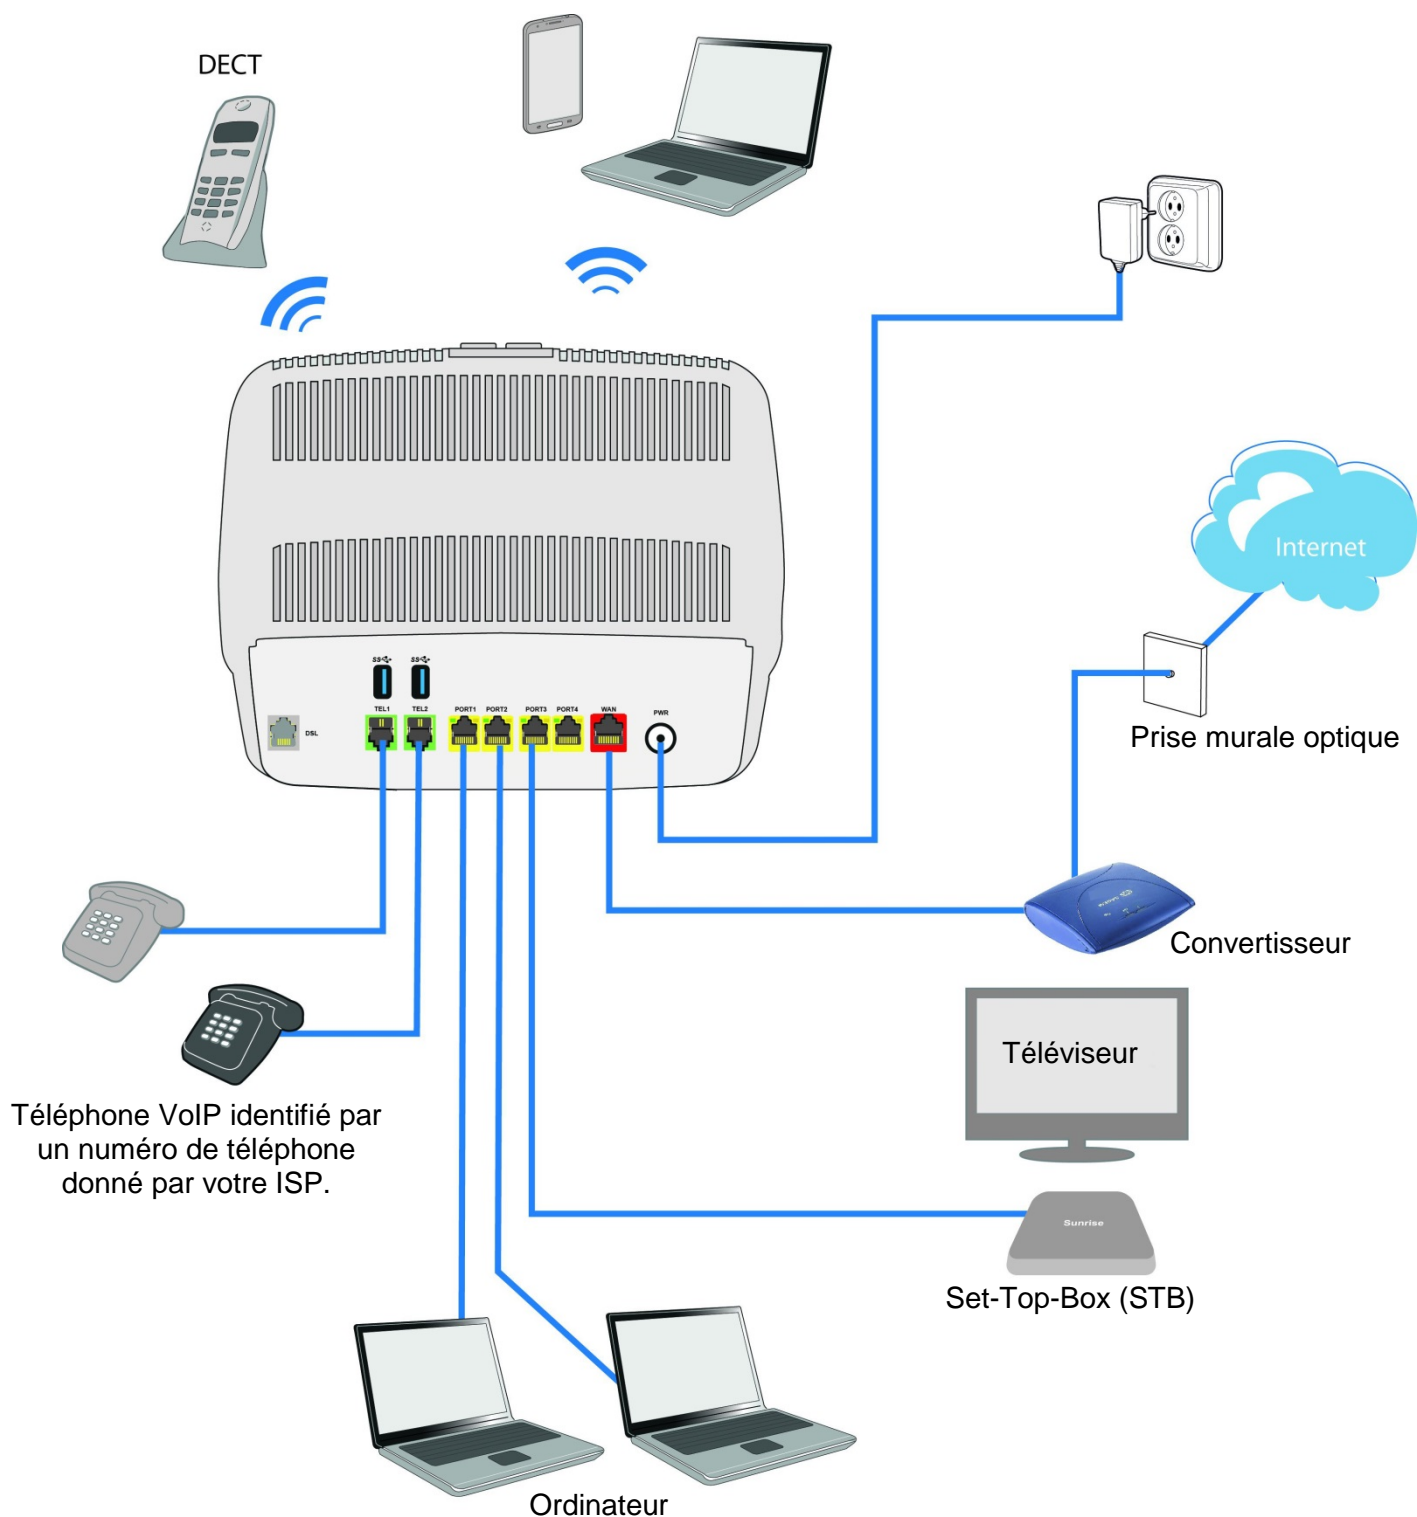 DECT
Internet
SS
SS
TEL1
TEL2
PORT1
PORT2
PORT3
PORT4
WAN
PWR
DSL
Prise murale optique
Convertisseur
Téléviseur
Téléphone VoIP identifié par
un numéro de téléphone
donné par votre ISP.
Sunrise
Set-Top-Box (STB)
Ordinateur